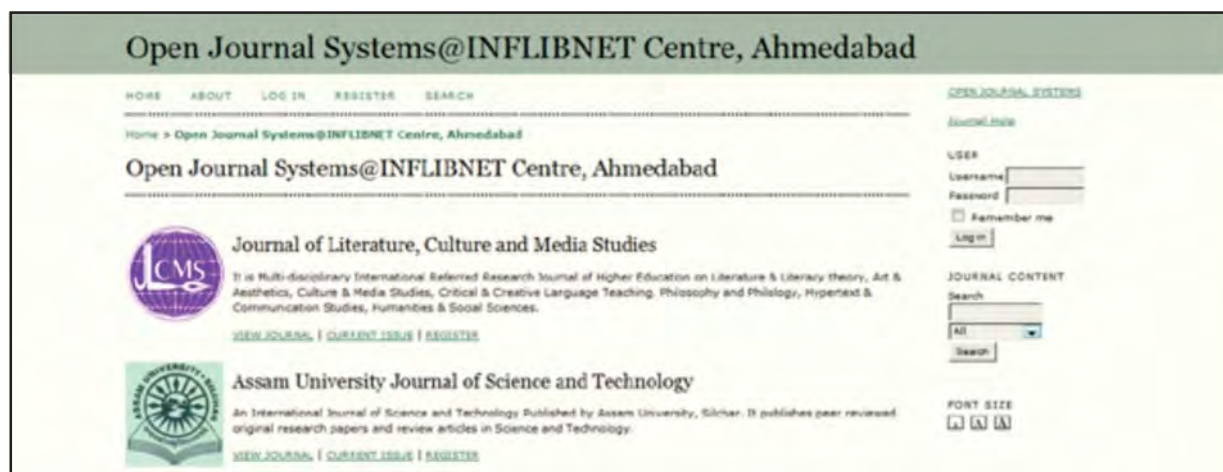 Open Journal Systems@INFLIBNET Centre, Ahmedabad
HOME ABOUT LOG IN REGISTER SEARCH
Home > Open Journal Systems@INFLIBNET Centre, Ahmedabad
Open Journal Systems@INFLIBNET Centre, Ahmedabad
JCMS
Journal of Literature, Culture and Media Studies
It is Multi-disciplinary International Referred Research Journal of Higher Education on Literature & Literacy theory, Art &
Aesthetics, Culture & Media Studies, Critical & Creative Language Teaching. Philosophy and Philology, Hypertext &
Communication Studies, Humanities & Social Sciences.
VIEW JOURNAL | CURRENT ISSUE | REGISTER
ASSAM UNIVERSITY SILCHAR
Assam University Journal of Science and Technology
An International Journal of Science and Technology Published by Assam University, Silchar. It publishes peer reviewed
original research papers and review articles in Science and Technology.
VIEW JOURNAL | CURRENT ISSUE | REGISTER
OPEN JOURNAL SYSTEMS
Journal Help
USER
Username
Password
Remember me
Log in
JOURNAL CONTENT
Search
All
Search
FONT SIZE
A A A